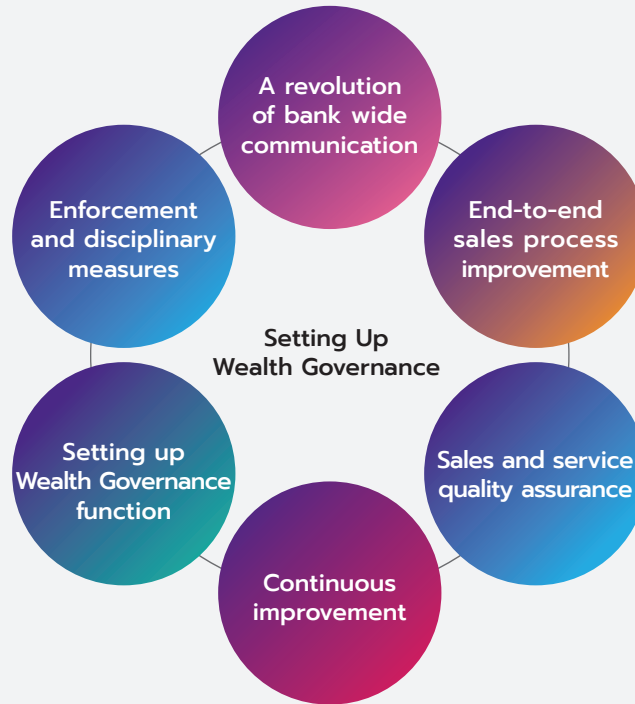 A revolution
of bank wide
communication
Enforcement
and disciplinary
measures
End-to-end
sales process
improvement
Setting Up
Wealth Governance
Setting up
Wealth Governance
function
Sales and service
quality assurance
Continuous
improvement